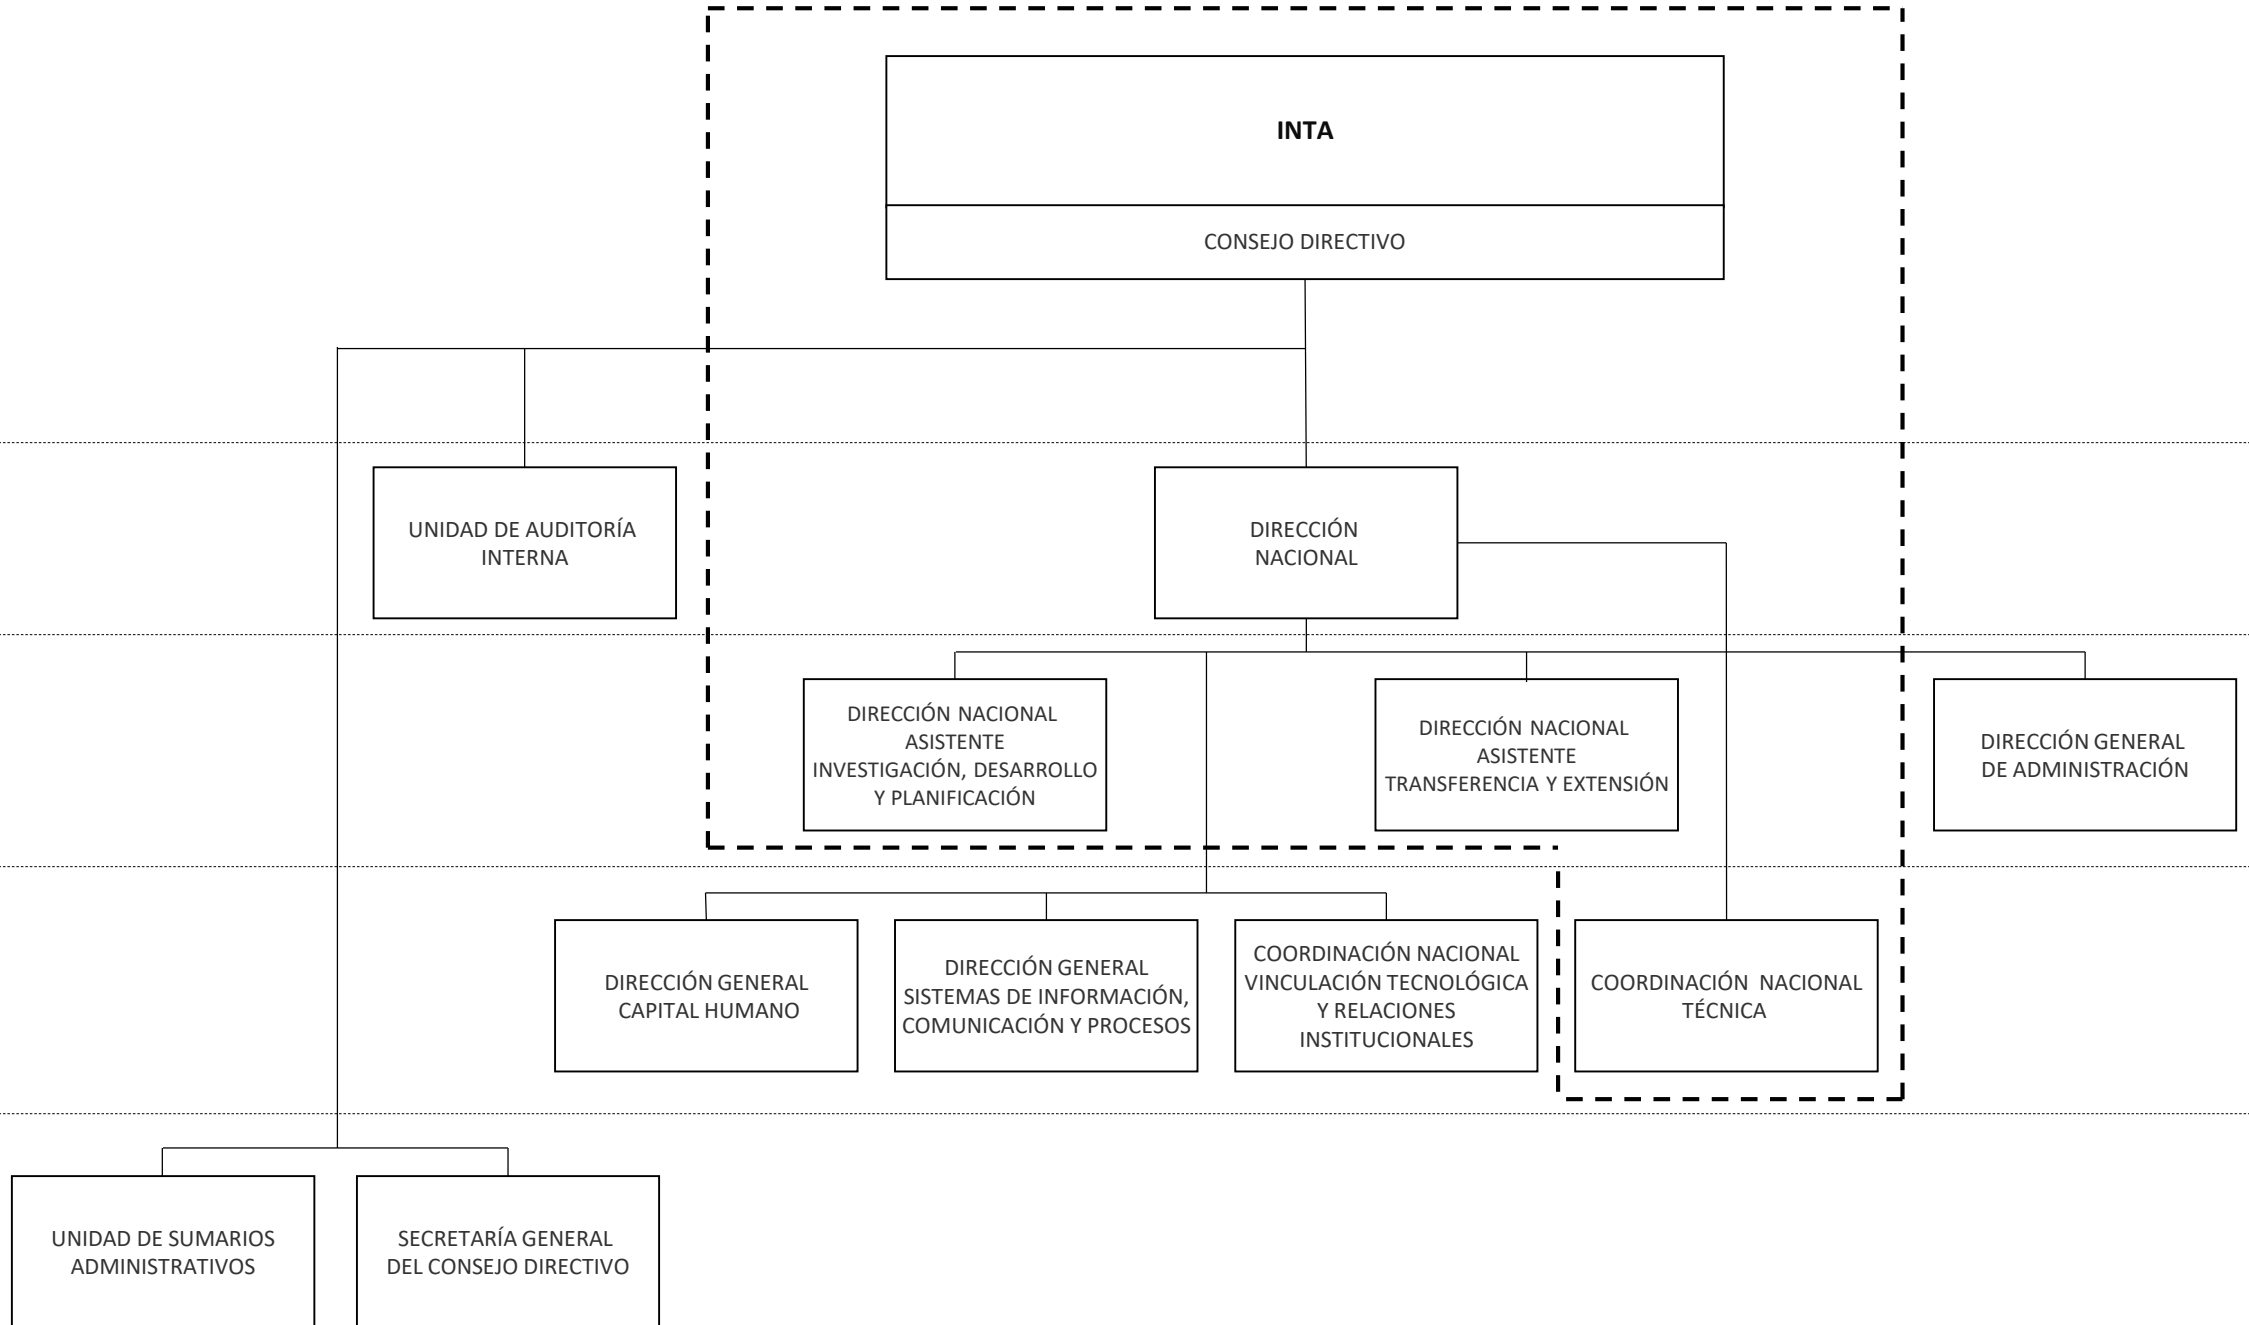 INTA
CONSEJO DIRECTIVO
UNIDAD DE AUDITORÍA
INTERNA
DIRECCIÓN
NACIONAL
DIRECCIÓN NACIONAL
ASISTENTE
INVESTIGACIÓN, DESARROLLO
Y PLANIFICACIÓN
DIRECCIÓN NACIONAL
ASISTENTE
TRANSFERENCIA Y EXTENSIÓN
DIRECCIÓN GENERAL
DE ADMINISTRACIÓN
DIRECCIÓN GENERAL
CAPITAL HUMANO
DIRECCIÓN GENERAL
SISTEMAS DE INFORMACIÓN,
COMUNICACIÓN Y PROCESOS
COORDINACIÓN NACIONAL
VINCULACIÓN TECNOLÓGICA
Y RELACIONES
INSTITUCIONALES
COORDINACIÓN NACIONAL
TÉCNICA
UNIDAD DE SUMARIOS
ADMINISTRATIVOS
SECRETARÍA GENERAL
DEL CONSEJO DIRECTIVO